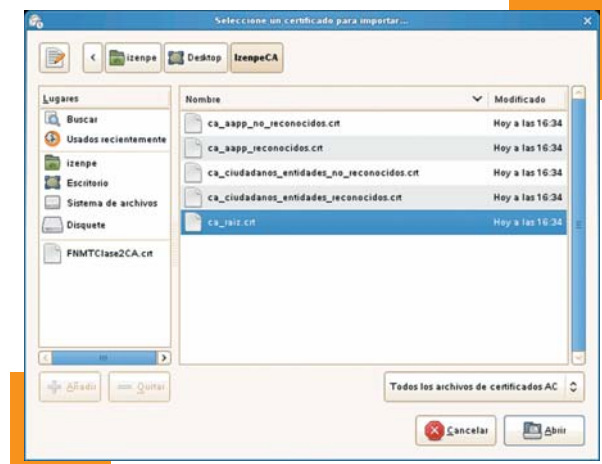 Seleccione un certificado para importar...
izenpe Desktop IzenpeCA
Lugares
Buscar
Usados recientemente
izenpe
Escritorio
Sistema de archivos
Disquete
FNMTClase2CA.crt
Nombre Modificado
ca_aapp_no_reconocidos.crt Hoy a las 16:34
ca_aapp_reconocidos.crt Hoy a las 16:34
ca_ciudadanos_entidades_no_reconocidos.crt Hoy a las 16:34
ca_ciudadanos_entidades_reconocidos.crt Hoy a las 16:34
ca_raiz.crt Hoy a las 16:34
Añadir Quitar
Todos los archivos de certificados AC
Cancelar Abrir